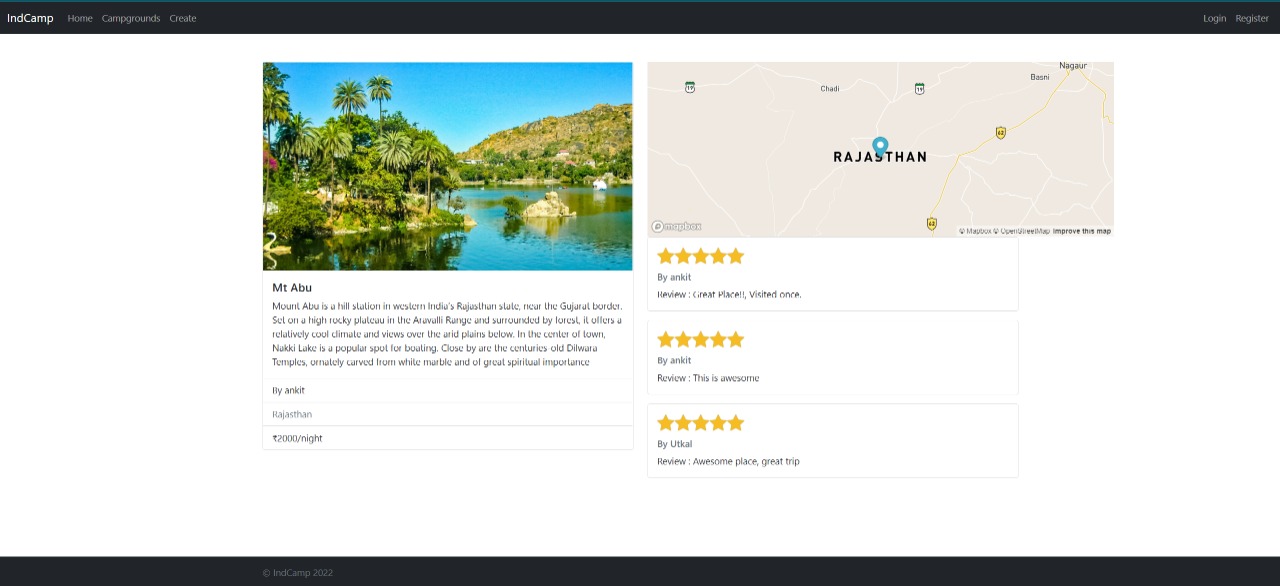 IndCamp Home Campgrounds Create Login Register
Mt Abu
Mount Abu is a hill station in western India's Rajasthan state, near the Gujarat border.
Set on a high rocky plateau in the Aravalli Range and surrounded by forest, it offers a
relatively cool climate and views over the arid plains below. In the center of town,
Nakki Lake is a popular spot for boating. Close by are the centuries-old Dilwara
Temples, ornately carved from white marble and of great spiritual importance
By ankit
Rajasthan
₹2000/night
Nagaur
Basni
Chadi
19
19
62
RAJASTHAN
62
mapbox
© Mapbox © OpenStreetMap Improve this map
By ankit
Review : Great Place!!, Visited once.
By ankit
Review : This is awesome
By Utkal
Review : Awesome place, great trip
© IndCamp 2022